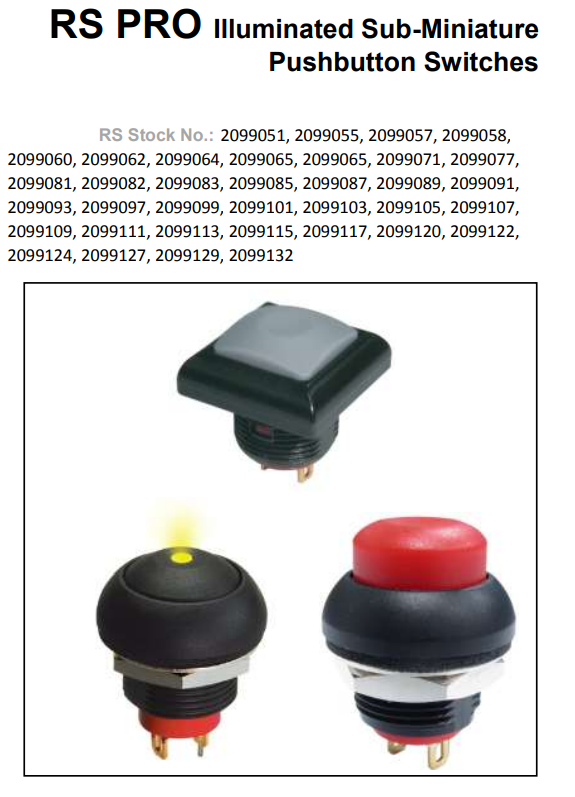 RS PRO Illuminated Sub-Miniature
Pushbutton Switches
RS Stock No.: 2099051, 2099055, 2099057, 2099058,
2099060, 2099062, 2099064, 2099065, 2099065, 2099071, 2099077,
2099081, 2099082, 2099083, 2099085, 2099087, 2099089, 2099091,
2099093, 2099097, 2099099, 2099101, 2099103, 2099105, 2099107,
2099109, 2099111, 2099113, 2099115, 2099117, 2099120, 2099122,
2099124, 2099127, 2099129, 2099132